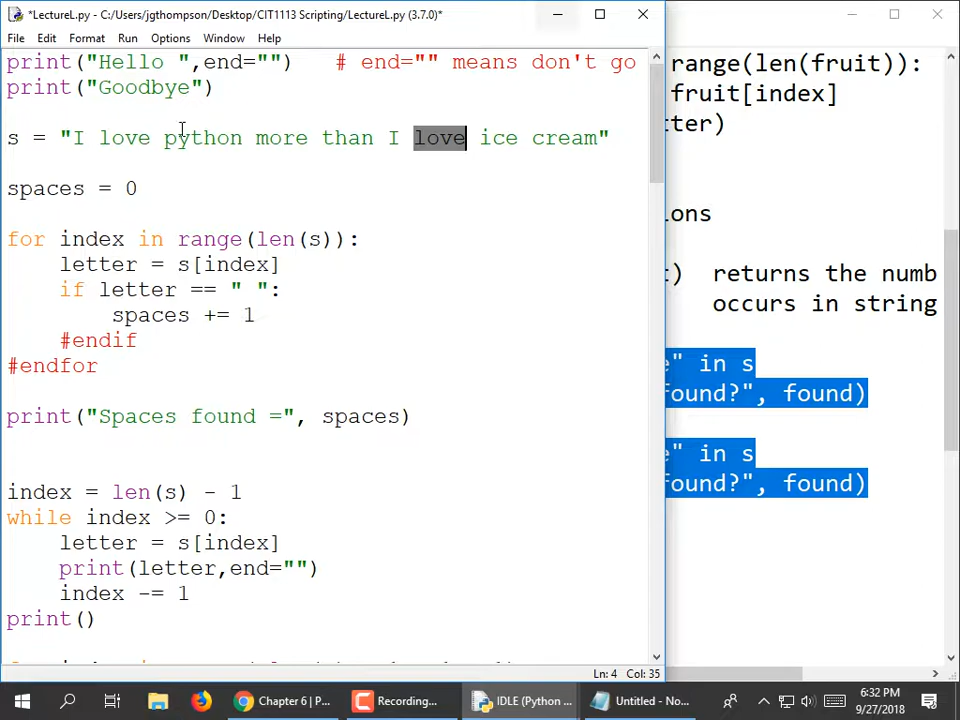 *LectureL.py - C:/Users/jgthompson/Desktop/CIT1113 Scripting/LectureL.py (3.7.0)*
File Edit Format Run Options Window Help
print("Hello ",end="")   # end="" means don't go
print("Goodbye")
s = "I love python more than I love ice cream"
spaces = 0
for index in range(len(s)):
    letter = s[index]
    if letter == " ":
        spaces += 1
    #endif
#endfor
print("Spaces found =", spaces)
index = len(s) - 1
while index >= 0:
    letter = s[index]
    print(letter,end="")
    index -= 1
print()
Ln: 4 Col: 35
range(len(fruit)):
fruit[index]
tter)
ions
t)  returns the numb
occurs in string
e" in s
found?", found)
e" in s
found?", found)
Chapter 6 | P...
Recording...
IDLE (Python ...
Untitled - No...
6:32 PM
9/27/2018